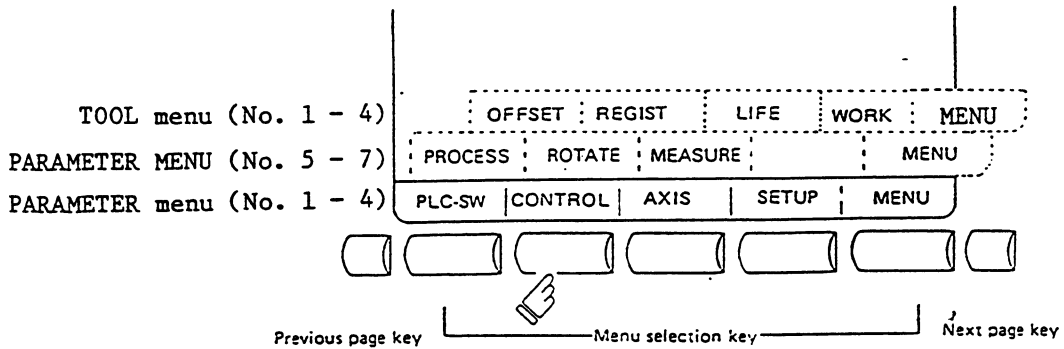 TOOL menu (No. 1 - 4) OFFSET REGIST LIFE WORK MENU
PARAMETER MENU (No. 5 - 7) PROCESS ROTATE MEASURE MENU
PARAMETER menu (No. 1 - 4) PLC-SW CONTROL AXIS SETUP MENU
Previous page key Menu selection key Next page key